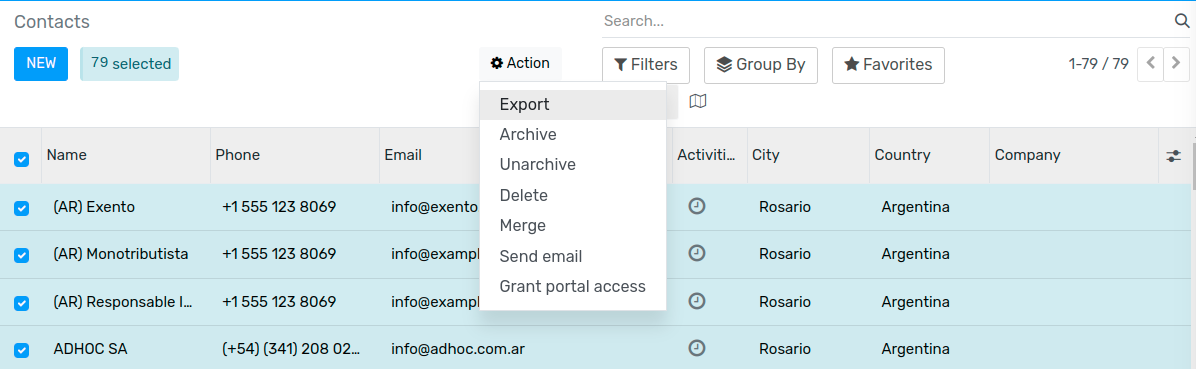 Contacts
Search...
NEW
79 selected
Action
Filters
Group By
Favorites
1-79 / 79
Export
Archive
Unarchive
Delete
Merge
Send email
Grant portal access
Name Phone Email Activiti... City Country Company
(AR) Exento +1 555 123 8069 info@exento Rosario Argentina
(AR) Monotributista +1 555 123 8069 info@exampl Rosario Argentina
(AR) Responsable I... +1 555 123 8069 info@exampl Rosario Argentina
ADHOC SA (+54) (341) 208 02... info@adhoc.com.ar Rosario Argentina